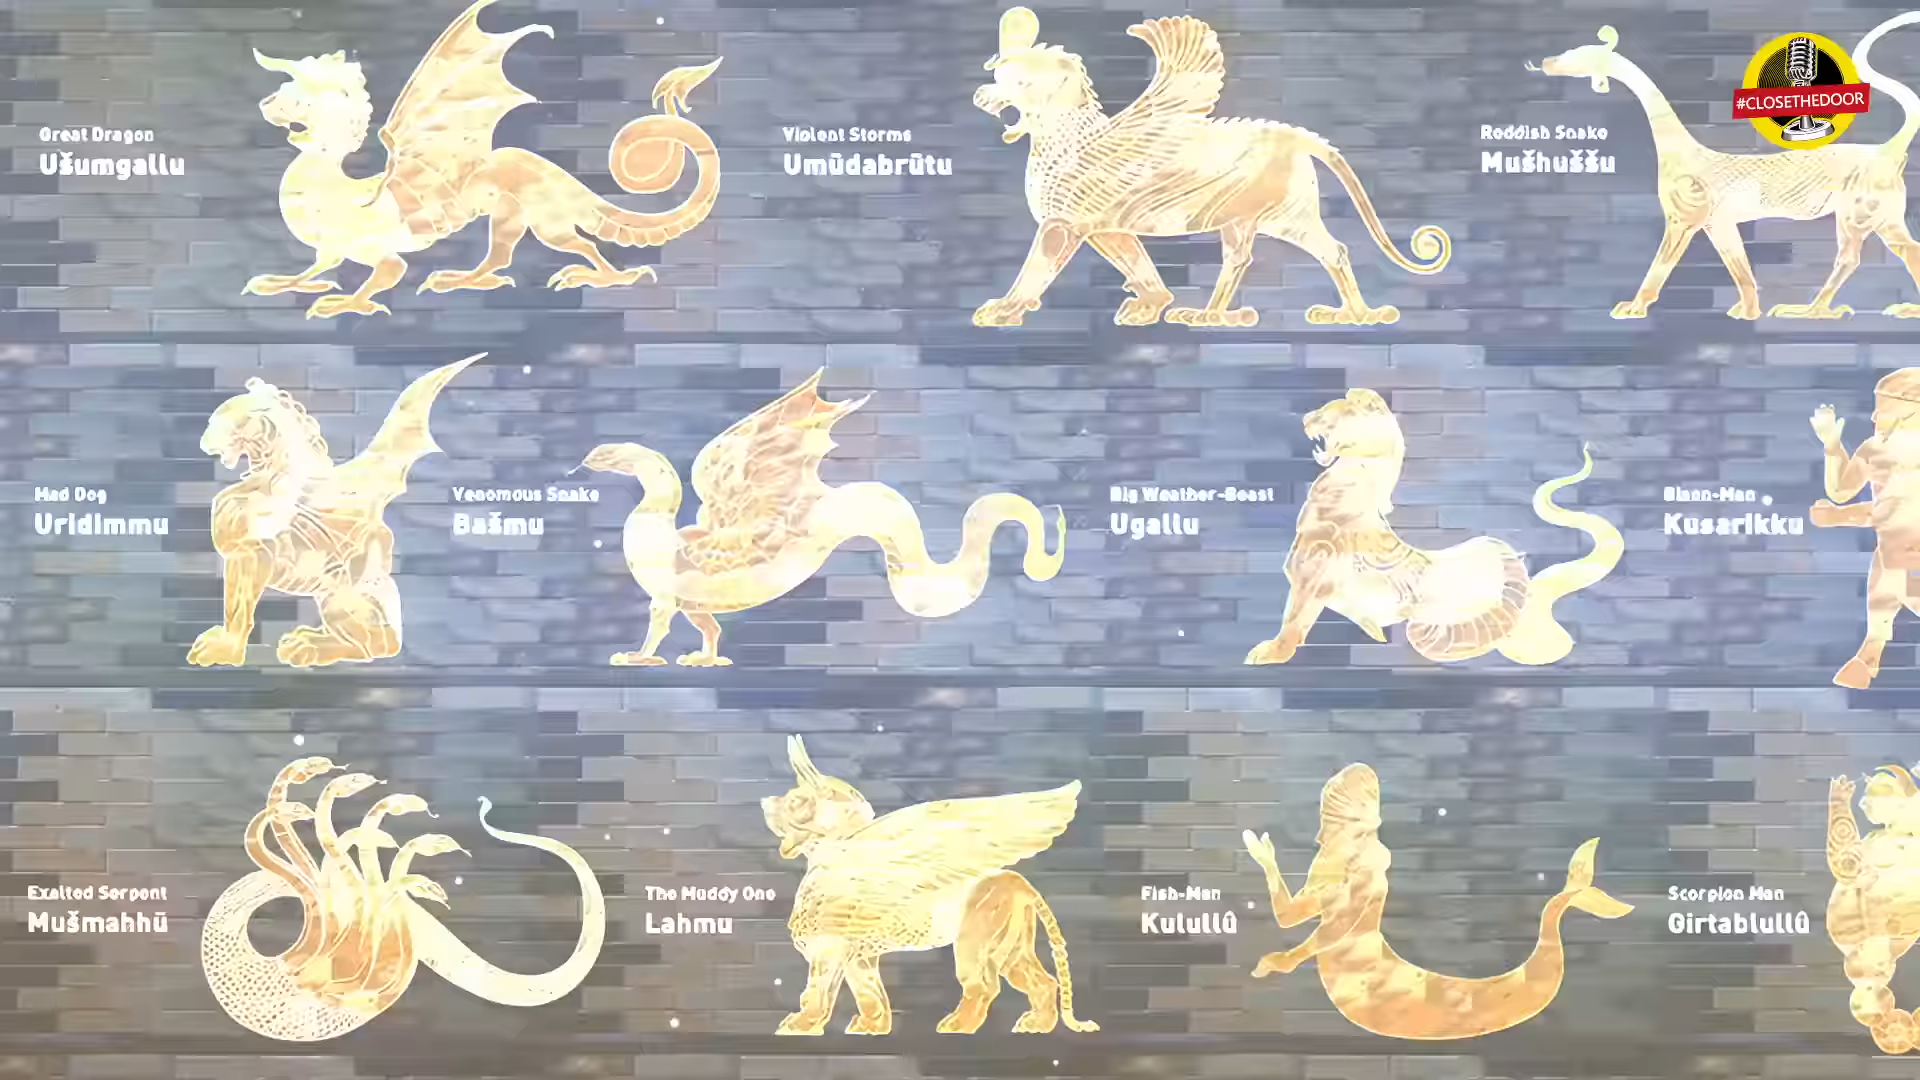 #CLOSETHEDOOR
Great Dragon
Ušumgallu
Violent Storms
Umūdabrūtu
Reddish Snake
Mušhuššu
Mad Dog
Uridimmu
Venomous Snake
Bašmu
Big Weather-Beast
Ugallu
Bison-Man
Kusarikku
Exalted Serpent
Mušmahhū
The Muddy One
Lahmu
Fish-Man
Kulullû
Scorpion Man
Girtablullû